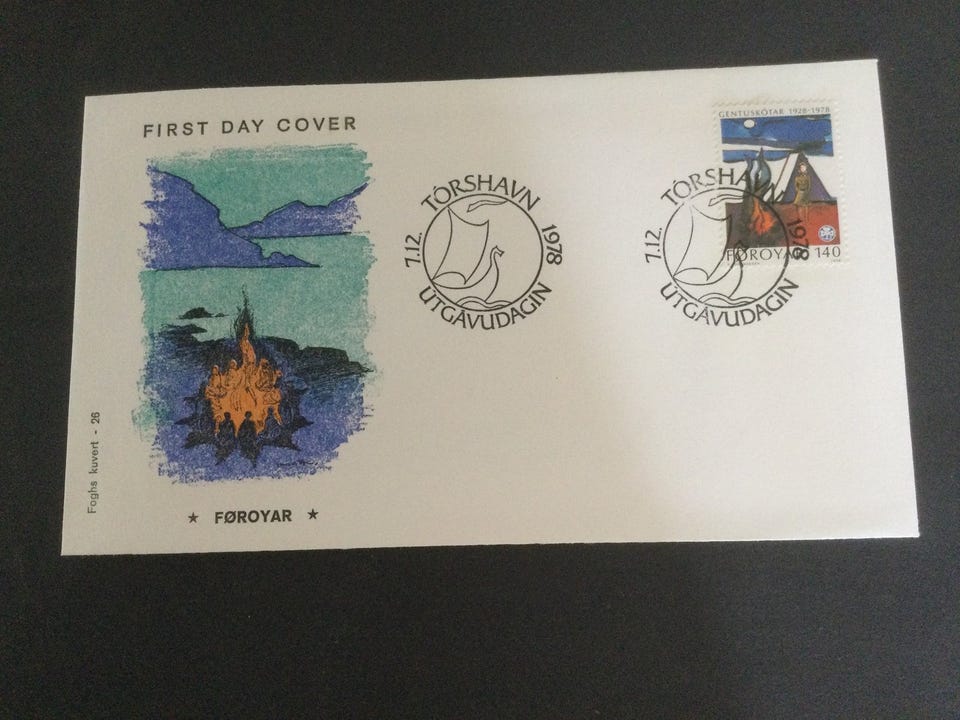 FIRST DAY COVER
GENTUSKÓTAR 1928-1978
FØROYAR 140
TÓRSHAVN
7.12. 1978
ÚTGÁVUDAGIN
TÓRSHAVN
7.12. 1978
ÚTGÁVUDAGIN
Foghs kuvert - 26
★ FØROYAR ★